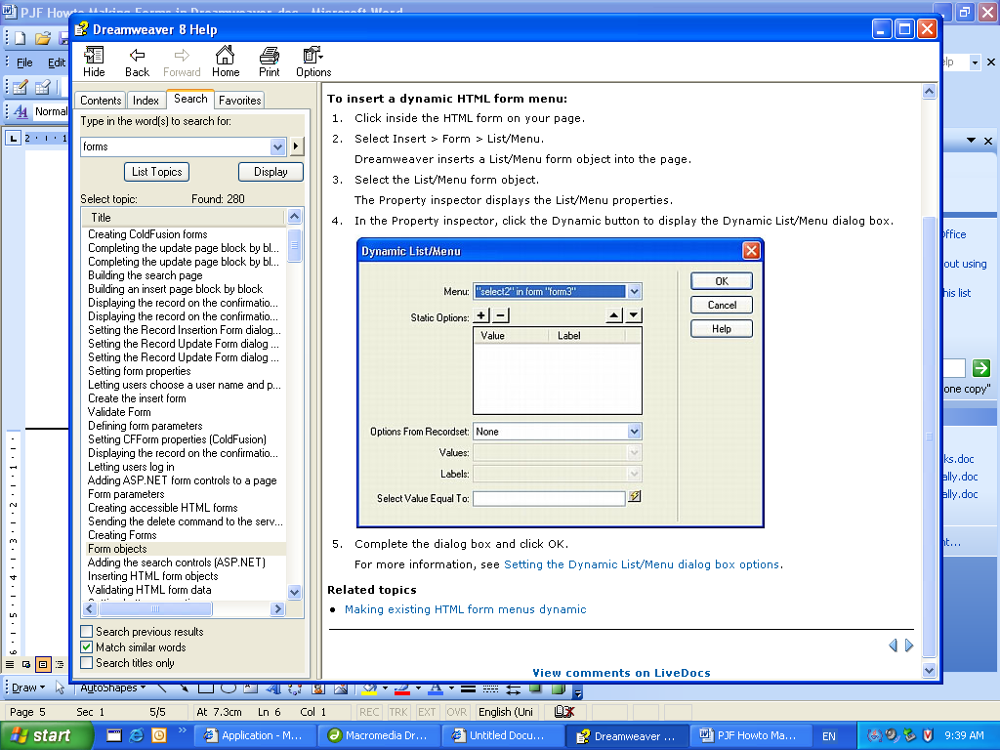 PJF Howto Making Forms in Dreamweaver.doc - Microsoft Word
Dreamweaver 8 Help
File Edit
Normal
Hide Back Forward Home Print Options
Contents Index Search Favorites
Type in the word(s) to search for:
forms
List Topics Display
Select topic: Found: 280
Title
Creating ColdFusion forms
Completing the update page block by bl...
Completing the update page block by bl...
Building the search page
Building an insert page block by block
Displaying the record on the confirmatio...
Displaying the record on the confirmatio...
Setting the Record Insertion Form dialog...
Setting the Record Update Form dialog ...
Setting the Record Update Form dialog ...
Setting form properties
Letting users choose a user name and p...
Create the insert form
Validate Form
Defining form parameters
Setting CFForm properties (ColdFusion)
Displaying the record on the confirmatio...
Letting users log in
Adding ASP.NET form controls to a page
Form parameters
Creating accessible HTML forms
Sending the delete command to the serv...
Creating Forms
Form objects
Adding the search controls (ASP.NET)
Inserting HTML form objects
Validating HTML form data
Search previous results
Match similar words
Search titles only
To insert a dynamic HTML form menu:
1. Click inside the HTML form on your page.
2. Select Insert > Form > List/Menu.
Dreamweaver inserts a List/Menu form object into the page.
3. Select the List/Menu form object.
The Property inspector displays the List/Menu properties.
4. In the Property inspector, click the Dynamic button to display the Dynamic List/Menu dialog box.
Dynamic List/Menu
Menu: "select2" in form "form3"
Static Options:
Value Label
Options From Recordset: None
Values:
Labels:
Select Value Equal To:
OK
Cancel
Help
5. Complete the dialog box and click OK.
For more information, see Setting the Dynamic List/Menu dialog box options.
Related topics
• Making existing HTML form menus dynamic
View comments on LiveDocs
elp
ffice
out using
his list
one copy"
ks.doc
ally.doc
ally.doc
nt...
Draw AutoShapes
Page 5 Sec 1 5/5 At 7.3cm Ln 6 Col 1 REC TRK EXT OVR English (Uni
start Application - M... Macromedia Dr... Untitled Docu... Dreamweaver ... PJF Howto Ma... EN 9:39 AM